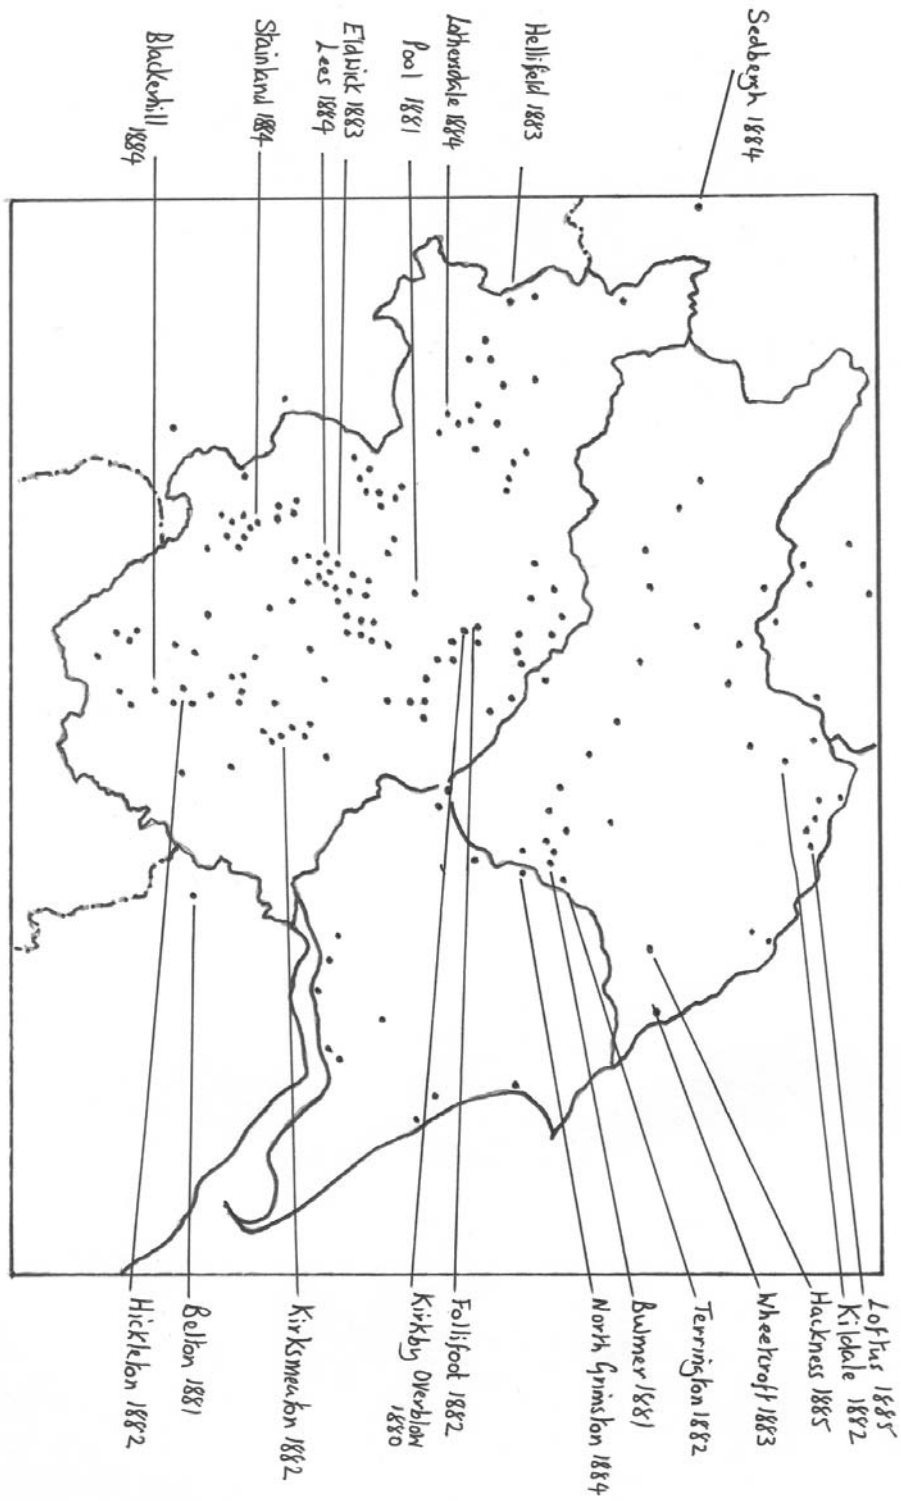 Sedbergh 1884
Hellifield 1883
Lothersdale 1884
Pool 1881
Eldwick 1883
Lees 1884
Stainland 1884
Blackerhill
1884
Loftus 1885
Kildale 1882
Hackness 1885
Wheetcroft 1883
Terrington 1882
Bulmer 1881
North Grimston 1884
Follifoot 1882
Kirkby Overblow
1880
Kirksmeaton 1882
Belton 1881
Hickleton 1882